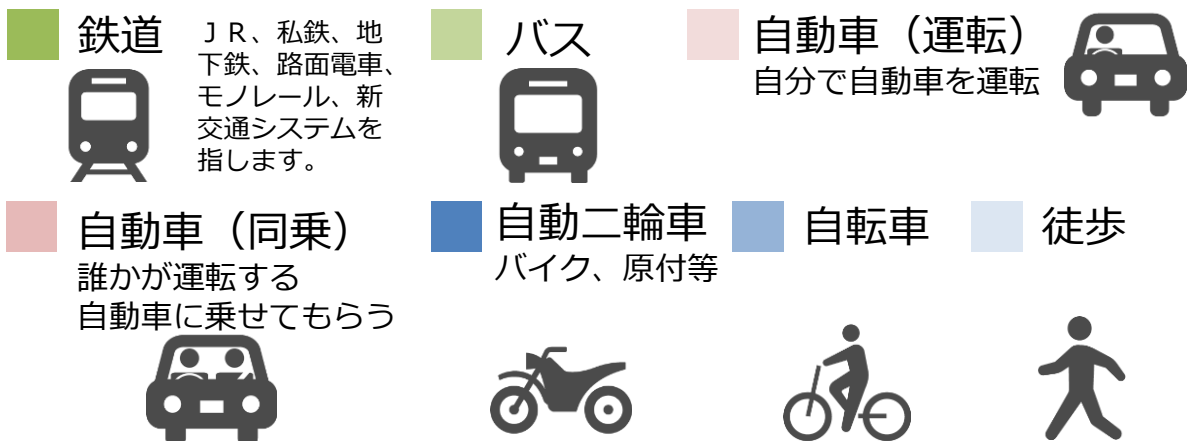 鉄道
ＪＲ、私鉄、地
下鉄、路面電車、
モノレール、新
交通システムを
指します。
バス
自動車（運転）
自分で自動車を運転
自動車（同乗）
誰かが運転する
自動車に乗せてもらう
自動二輪車
バイク、原付等
自転車
徒歩